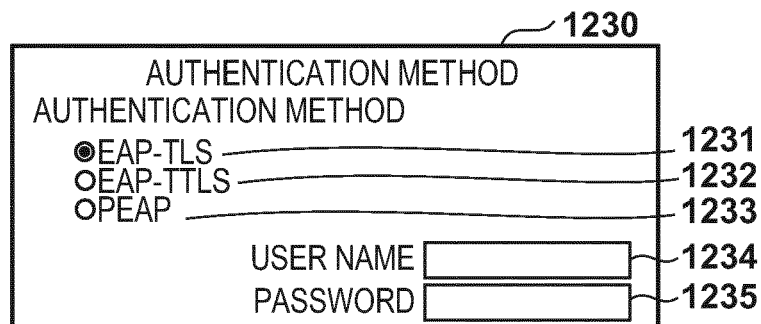 1230
AUTHENTICATION METHOD
AUTHENTICATION METHOD
EAP-TLS 1231
EAP-TTLS 1232
PEAP 1233
USER NAME 1234
PASSWORD 1235